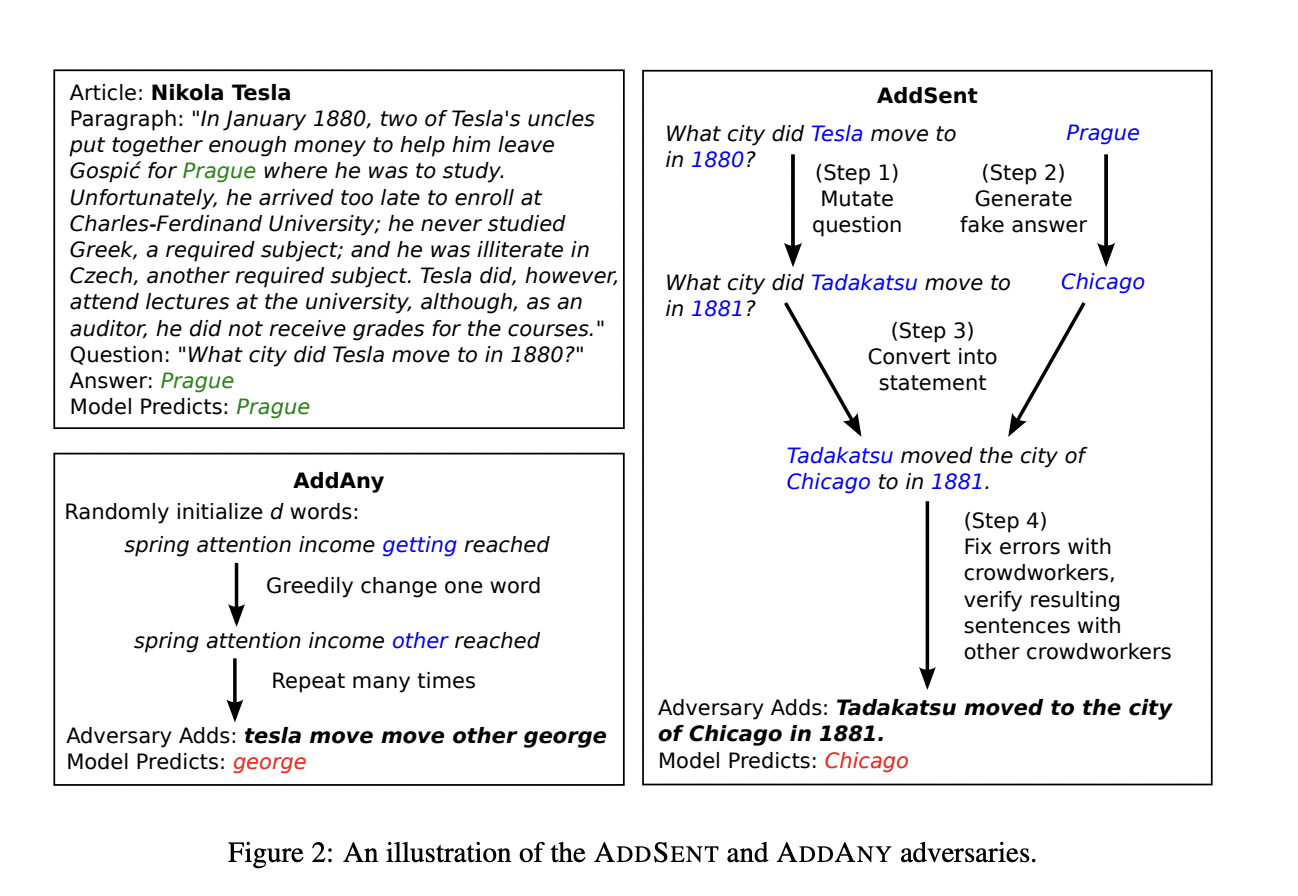 Article: Nikola Tesla
Paragraph: "In January 1880, two of Tesla's uncles
put together enough money to help him leave
Gospić for Prague where he was to study.
Unfortunately, he arrived too late to enroll at
Charles-Ferdinand University; he never studied
Greek, a required subject; and he was illiterate in
Czech, another required subject. Tesla did, however,
attend lectures at the university, although, as an
auditor, he did not receive grades for the courses."
Question: "What city did Tesla move to in 1880?"
Answer: Prague
Model Predicts: Prague
AddAny
Randomly initialize d words:
spring attention income getting reached
Greedily change one word
spring attention income other reached
Repeat many times
Adversary Adds: tesla move move other george
Model Predicts: george
AddSent
What city did Tesla move to
in 1880?
Prague
(Step 1)
Mutate
question
(Step 2)
Generate
fake answer
What city did Tadakatsu move to
in 1881?
Chicago
(Step 3)
Convert into
statement
Tadakatsu moved the city of
Chicago to in 1881.
(Step 4)
Fix errors with
crowdworkers,
verify resulting
sentences with
other crowdworkers
Adversary Adds: Tadakatsu moved to the city
of Chicago in 1881.
Model Predicts: Chicago
Figure 2: An illustration of the ADDSENT and ADDANY adversaries.